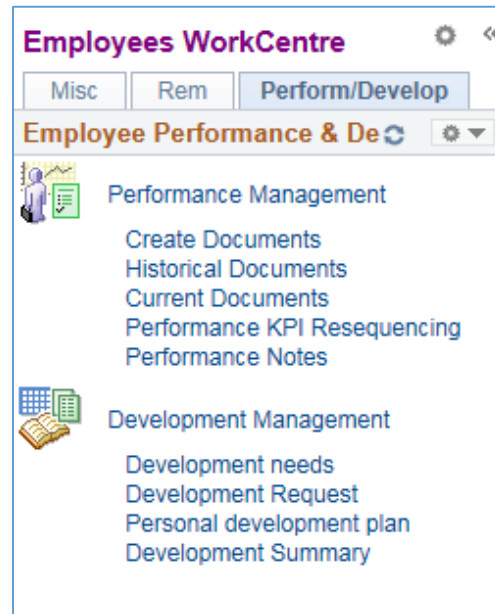 Employees WorkCentre
Misc Rem Perform/Develop
Employee Performance & De
Performance Management
Create Documents
Historical Documents
Current Documents
Performance KPI Resequencing
Performance Notes
Development Management
Development needs
Development Request
Personal development plan
Development Summary